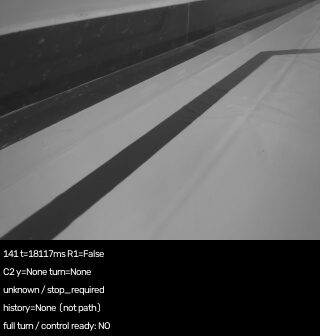 141 t=18117ms R1=False
C2 y=None turn=None
unknown / stop_required
history=None (not path)
full turn / control ready: NO